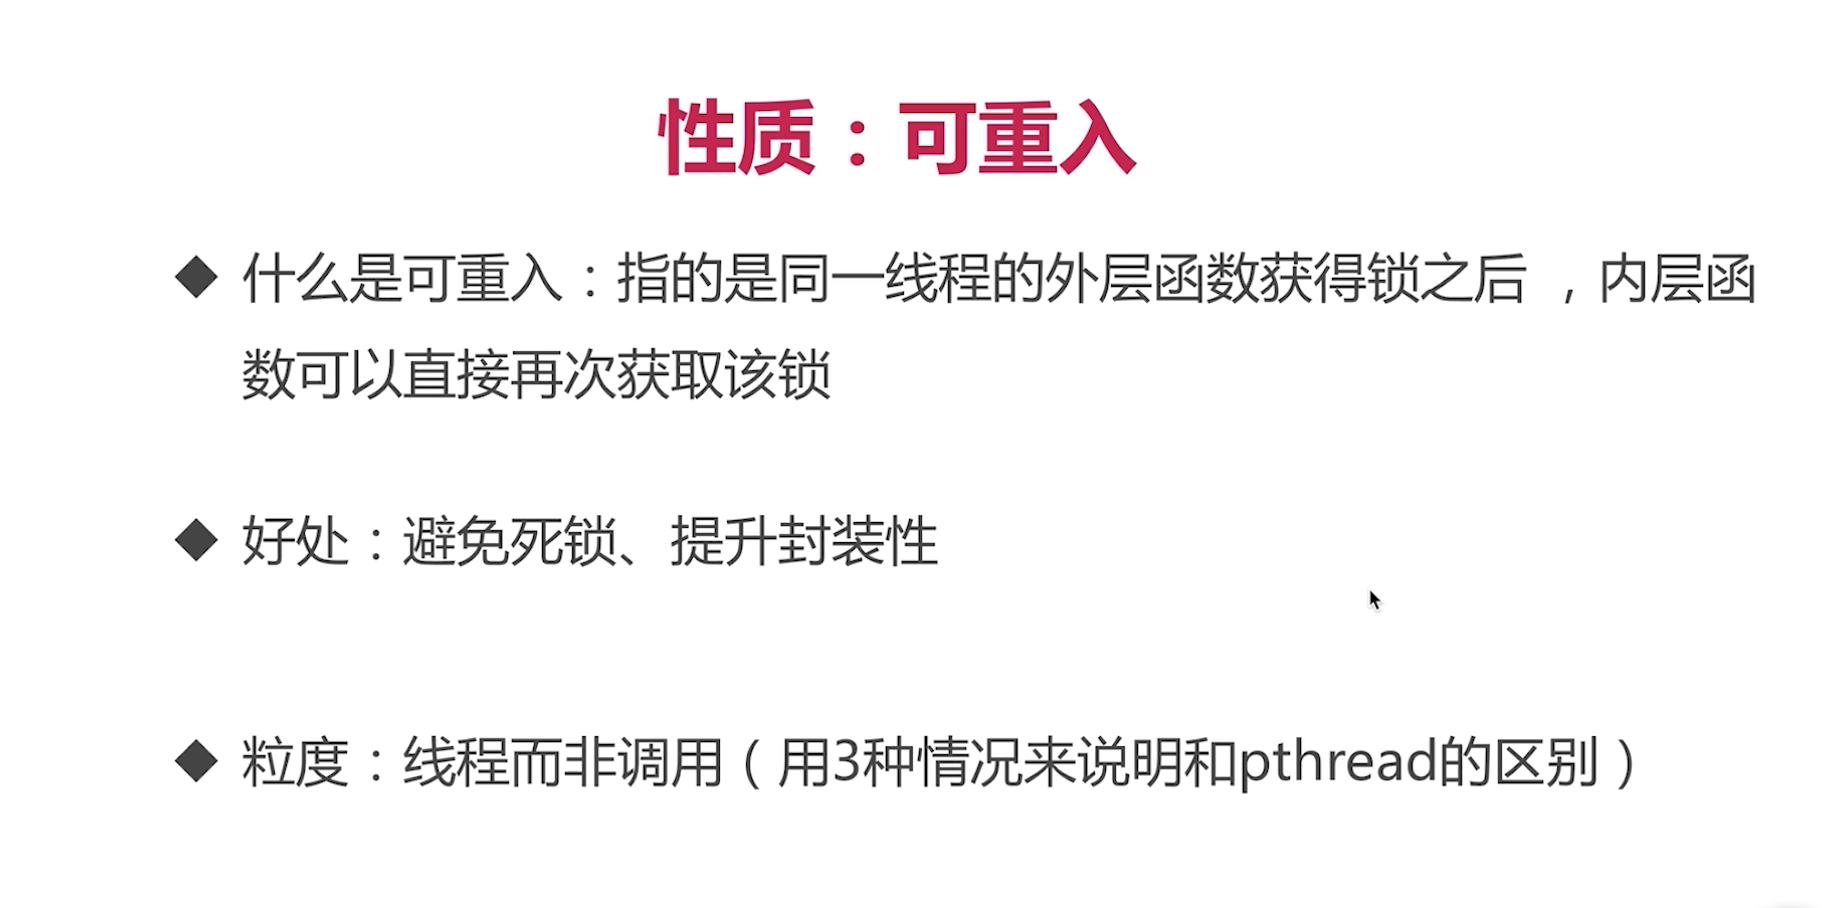 性质：可重入
◆ 什么是可重入：指的是同一线程的外层函数获得锁之后 ，内层函
数可以直接再次获取该锁
◆ 好处：避免死锁、提升封装性
◆ 粒度：线程而非调用（用3种情况来说明和pthread的区别）